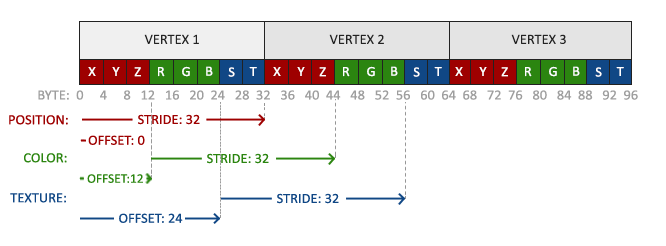 VERTEX 1 VERTEX 2 VERTEX 3
X Y Z R G B S T X Y Z R G B S T X Y Z R G B S T
BYTE: 0 4 8 12 16 20 24 28 32 36 40 44 48 52 56 60 64 68 72 76 80 84 88 92 96
POSITION: STRIDE: 32
OFFSET: 0
COLOR: STRIDE: 32
OFFSET:12
TEXTURE: STRIDE: 32
OFFSET: 24